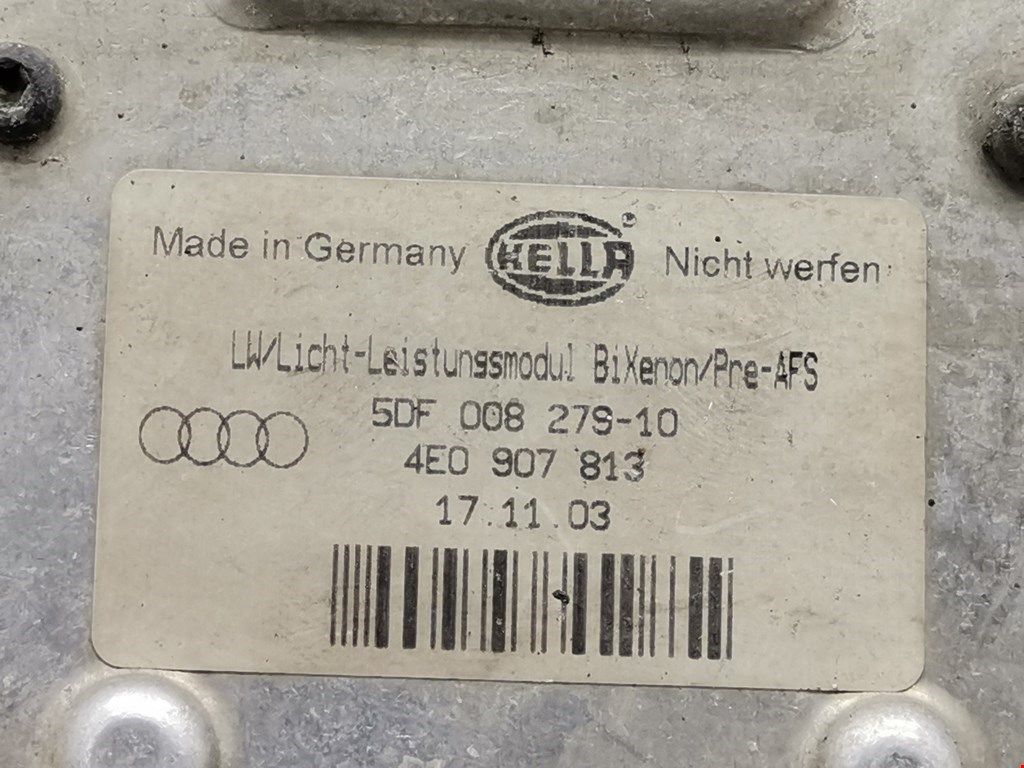 Made in Germany HELLA® Nicht werfen
LW/Licht-Leistungsmodul BiXenon/Pre-AFS
5DF 008 279-10
4E0 907 813
17.11.03